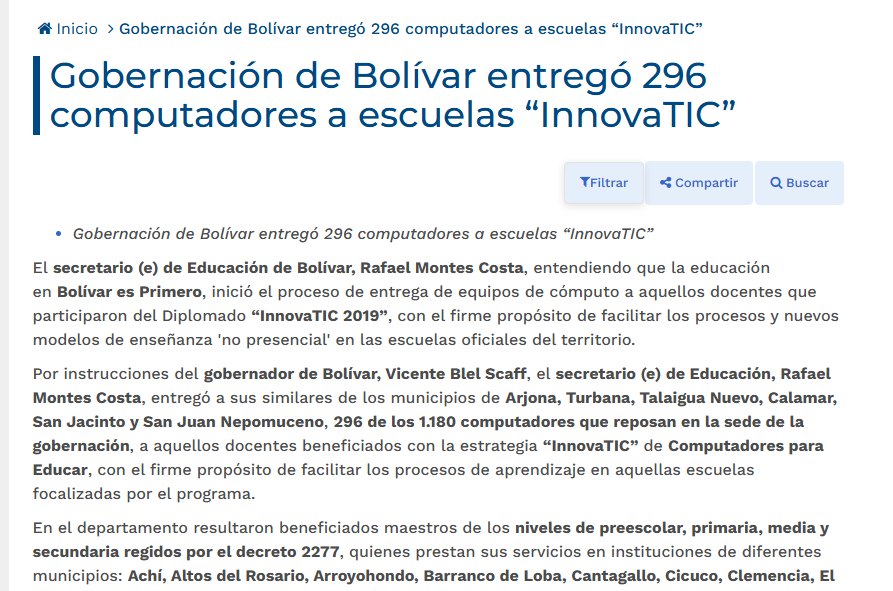 Inicio > Gobernación de Bolívar entregó 296 computadores a escuelas “InnovaTIC”
Gobernación de Bolívar entregó 296
computadores a escuelas “InnovaTIC”
Filtrar Compartir Buscar
• Gobernación de Bolívar entregó 296 computadores a escuelas “InnovaTIC”
El secretario (e) de Educación de Bolívar, Rafael Montes Costa, entendiendo que la educación
en Bolívar es Primero, inició el proceso de entrega de equipos de cómputo a aquellos docentes que
participaron del Diplomado “InnovaTIC 2019”, con el firme propósito de facilitar los procesos y nuevos
modelos de enseñanza 'no presencial' en las escuelas oficiales del territorio.
Por instrucciones del gobernador de Bolívar, Vicente Blel Scaff, el secretario (e) de Educación, Rafael
Montes Costa, entregó a sus similares de los municipios de Arjona, Turbana, Talaigua Nuevo, Calamar,
San Jacinto y San Juan Nepomuceno, 296 de los 1.180 computadores que reposan en la sede de la
gobernación, a aquellos docentes beneficiados con la estrategia “InnovaTIC” de Computadores para
Educar, con el firme propósito de facilitar los procesos de aprendizaje en aquellas escuelas
focalizadas por el programa.
En el departamento resultaron beneficiados maestros de los niveles de preescolar, primaria, media y
secundaria regidos por el decreto 2277, quienes prestan sus servicios en instituciones de diferentes
municipios: Achí, Altos del Rosario, Arroyohondo, Barranco de Loba, Cantagallo, Cicuco, Clemencia, El